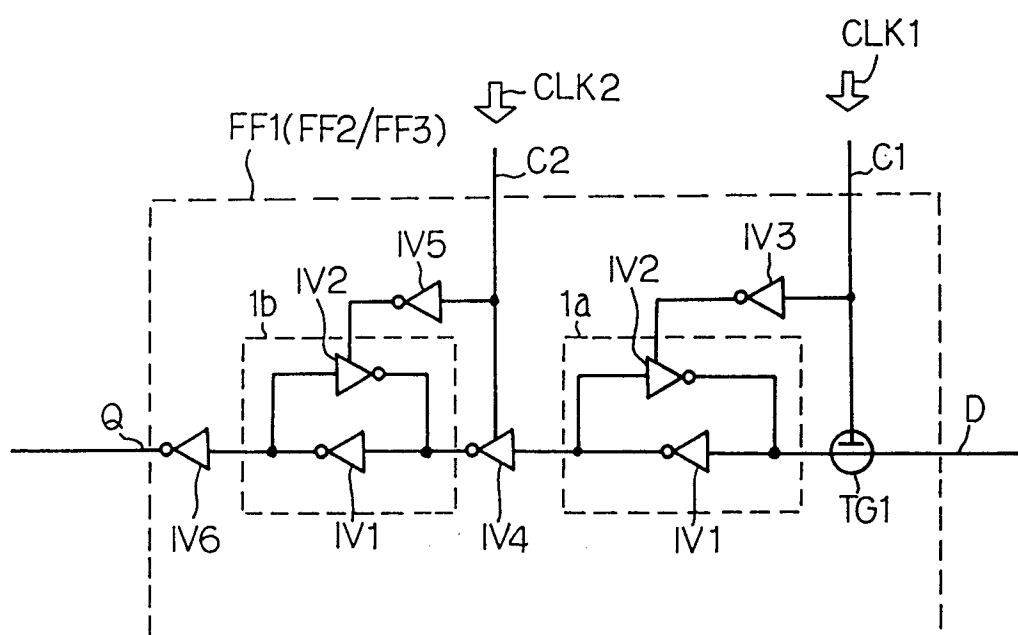 CLK1
CLK2
FF1(FF2/FF3)
C2
C1
IV5
IV3
IV2
IV2
1b
1a
Q
D
TG1
IV6
IV1
IV4
IV1